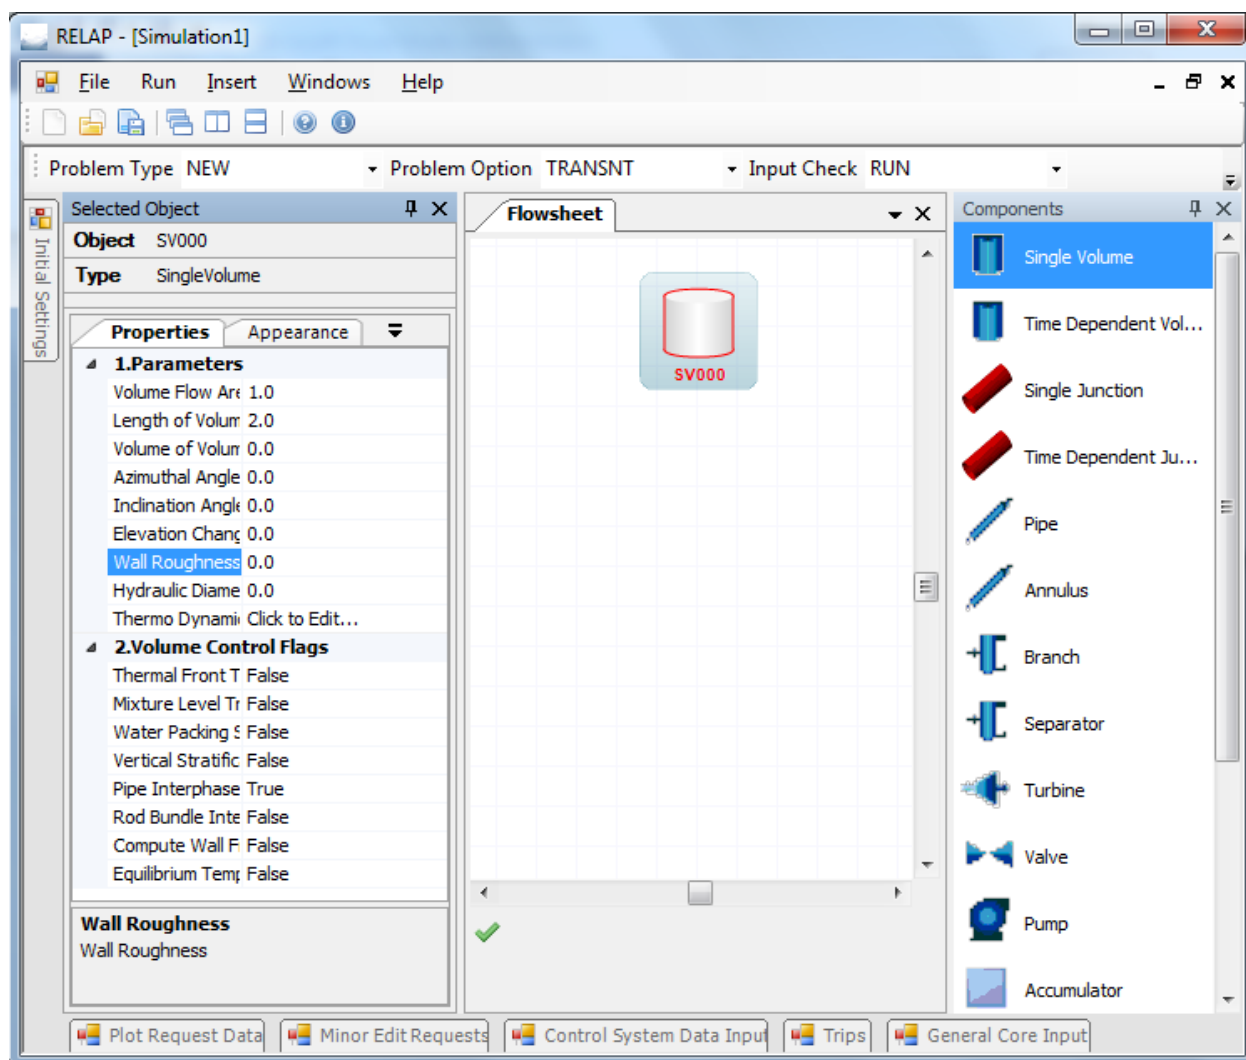 RELAP - [Simulation1]
File Run Insert Windows Help
Problem Type NEW Problem Option TRANSNT Input Check RUN
Initial Settings
Selected Object
Object SV000
Type SingleVolume
Properties Appearance
1.Parameters
Volume Flow Are 1.0
Length of Volum 2.0
Volume of Volum 0.0
Azimuthal Angle 0.0
Inclination Angle 0.0
Elevation Chang 0.0
Wall Roughness 0.0
Hydraulic Diame 0.0
Thermo Dynami Click to Edit...
2.Volume Control Flags
Thermal Front T False
Mixture Level Tr False
Water Packing S False
Vertical Stratific False
Pipe Interphase True
Rod Bundle Inte False
Compute Wall F False
Equilibrium Temp False
Wall Roughness
Wall Roughness
Flowsheet
SV000
Components
Single Volume
Time Dependent Vol...
Single Junction
Time Dependent Ju...
Pipe
Annulus
Branch
Separator
Turbine
Valve
Pump
Accumulator
Plot Request Data Minor Edit Requests Control System Data Input Trips General Core Input